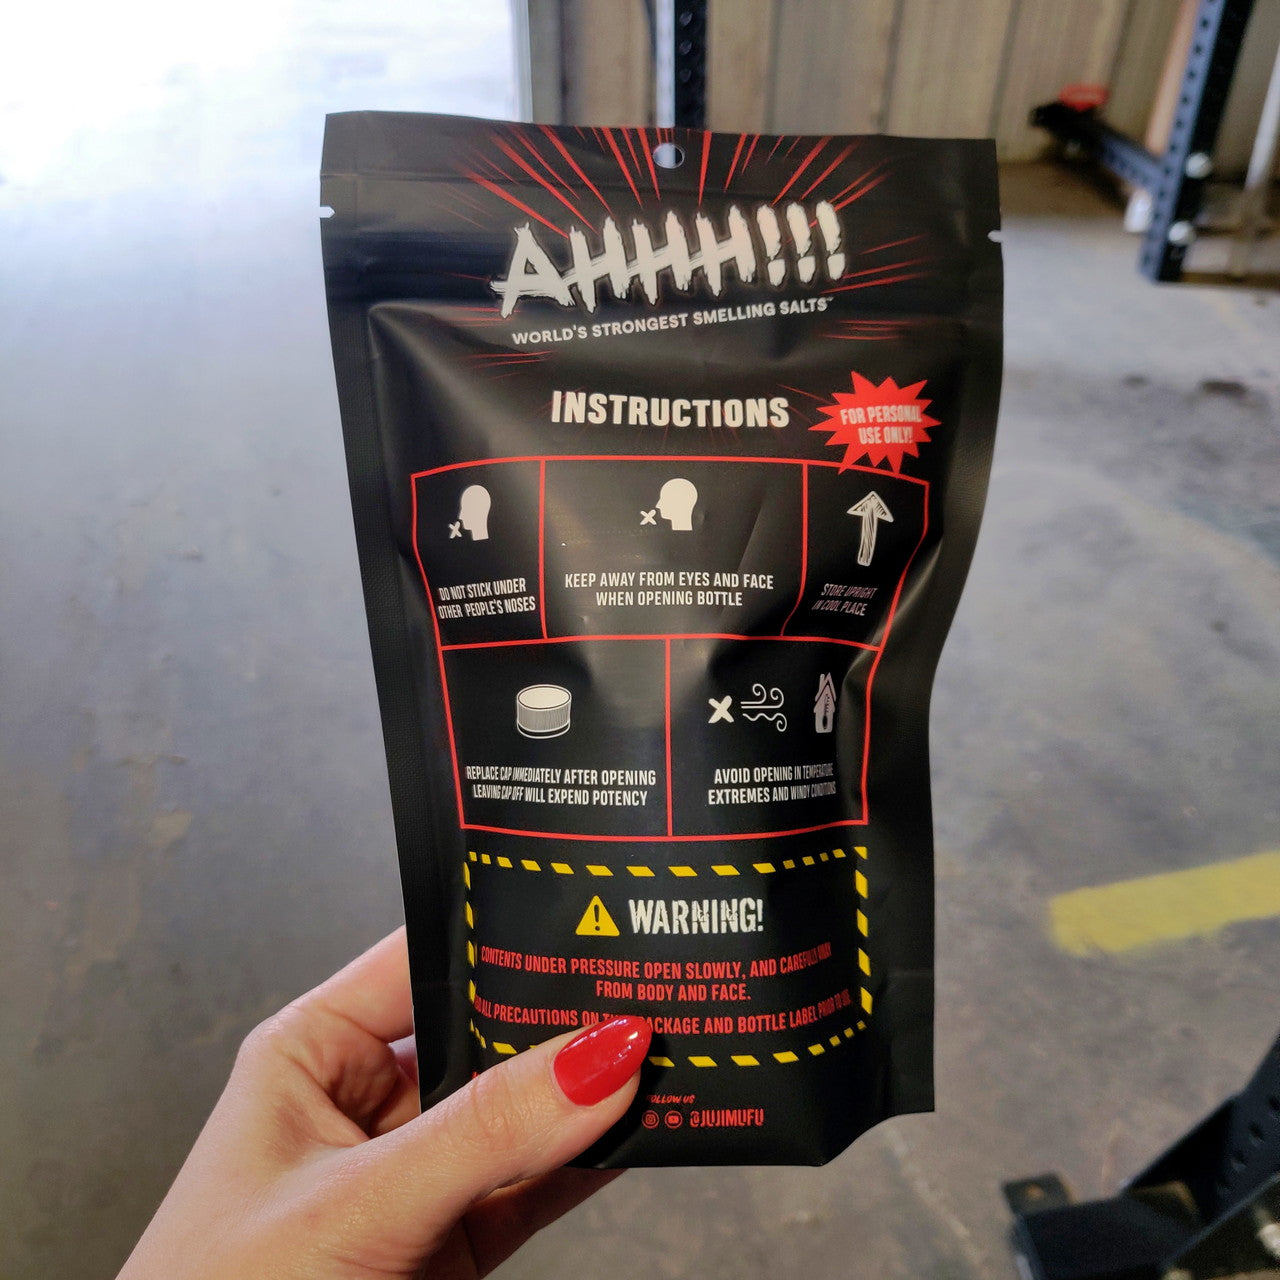 AHHH!!!
WORLD'S STRONGEST SMELLING SALTS™
INSTRUCTIONS
FOR PERSONAL
USE ONLY!
DO NOT STICK UNDER
OTHER PEOPLE'S NOSES
KEEP AWAY FROM EYES AND FACE
WHEN OPENING BOTTLE
STORE UPRIGHT
IN COOL PLACE
REPLACE CAP IMMEDIATELY AFTER OPENING
LEAVING CAP OFF WILL EXPEND POTENCY
AVOID OPENING IN TEMPERATURE
EXTREMES AND WINDY CONDITIONS
WARNING!
CONTENTS UNDER PRESSURE OPEN SLOWLY, AND CAREFULLY AWAY
FROM BODY AND FACE.
ALL PRECAUTIONS ON PACKAGE AND BOTTLE LABEL PRIOR TO USE
FOLLOW US
@JUJIMUFU